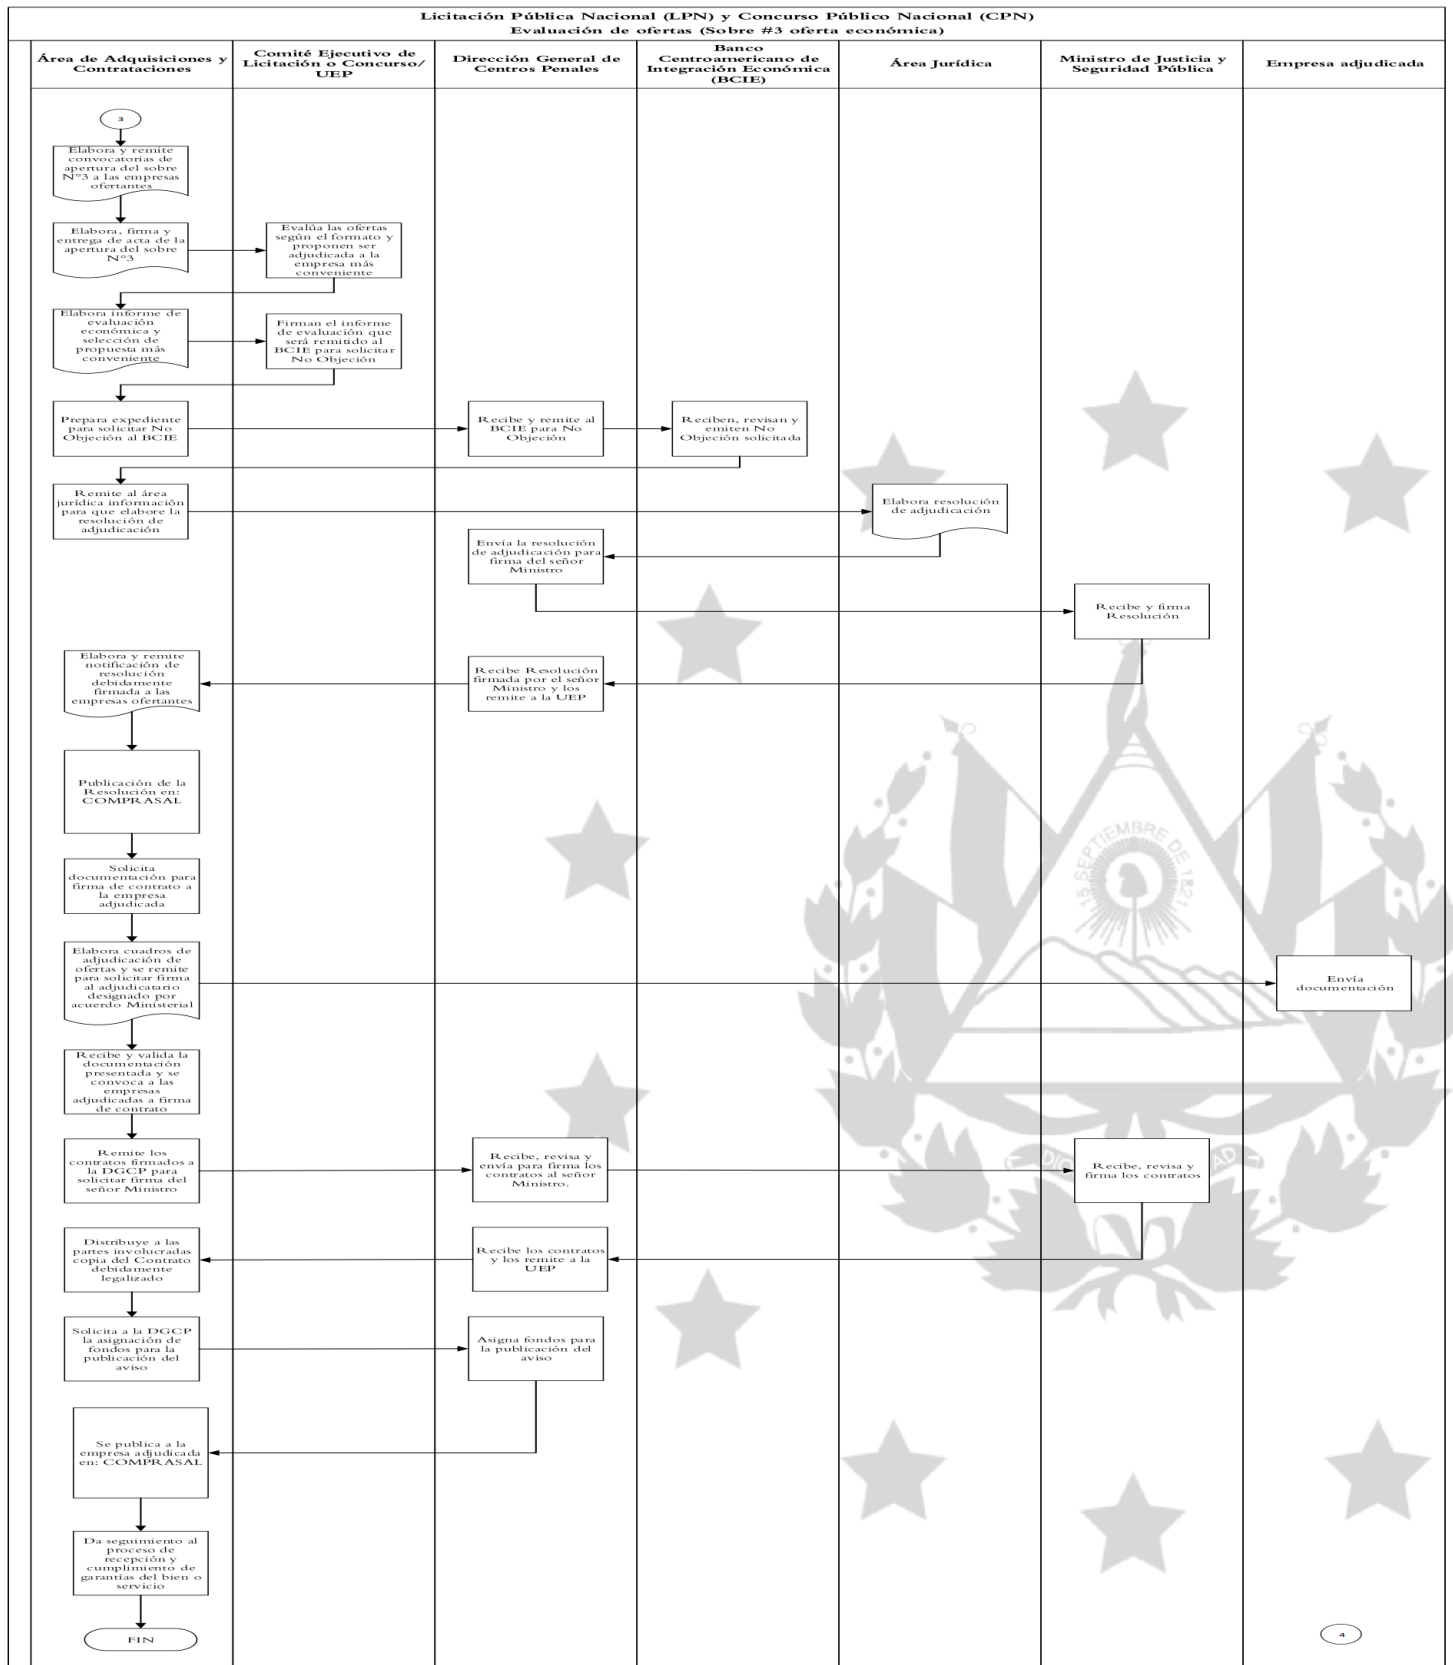 Licitación Pública Nacional (LPN) y Concurso Público Nacional (CPN)
Evaluación de ofertas (Sobre #3 oferta económica)
Área de Adquisiciones y
Contrataciones
Comité Ejecutivo de
Licitación o Concurso/
UEP
Dirección General de
Centros Penales
Banco
Centroamericano de
Integración Económica
(BCIE)
Área Jurídica
Ministro de Justicia y
Seguridad Pública
Empresa adjudicada
3
Elabora y remite
convocatorias de
apertura del sobre
N°3 a las empresas
ofertantes
Elabora, firma y
entrega de acta de la
apertura del sobre
N°3
Evalúa las ofertas
según el formato y
proponen ser
adjudicada a la
empresa más
conveniente
Elabora informe de
evaluación
económica y
selección de
propuesta más
conveniente
Firman el informe
de evaluación que
será remitido al
BCIE para solicitar
No Objeción
Prepara expediente
para solicitar No
Objeción al BCIE
Recibe y remite al
BCIE para No
Objeción
Reciben, revisan y
emiten No
Objeción solicitada
Remite al área
jurídica información
para que elabore la
resolución de
adjudicación
Elabora resolución
de adjudicación
Envía la resolución
de adjudicación para
firma del señor
Ministro
Recibe y firma
Resolución
Elabora y remite
notificación de
resolución
debidamente
firmada a las
empresas ofertantes
Recibe Resolución
firmada por el señor
Ministro y los
remite a la UEP
Publicación de la
Resolución en:
COMPRASAL
Solicita
documentación para
firma de contrato a
la empresa
adjudicada
Elabora cuadros de
adjudicación de
ofertas y se remite
para solicitar firma
al adjudicatario
designado por
acuerdo Ministerial
Envía
documentación
15 SEPTIEMBRE DE 1821
Recibe y valida la
documentación
presentada y se
convoca a las
empresas
adjudicadas a firma
de contrato
Remite los
contratos firmados a
la DGCP para
solicitar firma del
señor Ministro
Recibe, revisa y
envía para firma los
contratos al señor
Ministro.
Recibe, revisa y
firma los contratos
DIO
AD
Distribuye a las
partes involucradas
copia del Contrato
debidamente
legalizado
Recibe los contratos
y los remite a la
UEP
Solicita a la DGCP
la asignación de
fondos para la
publicación del
aviso
Asigna fondos para
la publicación del
aviso
Se publica a la
empresa adjudicada
en: COMPRASAL
Da seguimiento al
proceso de
recepción y
cumplimiento de
garantías del bien o
servicio
FIN
4